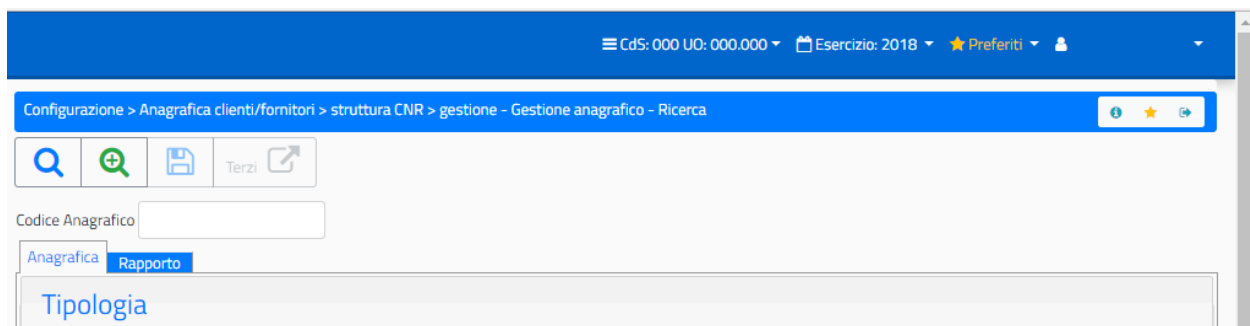 CdS: 000 UO: 000.000 Esercizio: 2018 Preferiti
Configurazione > Anagrafica clienti/fornitori > struttura CNR > gestione - Gestione anagrafico - Ricerca
Terzi
Codice Anagrafico
Anagrafica Rapporto
Tipologia